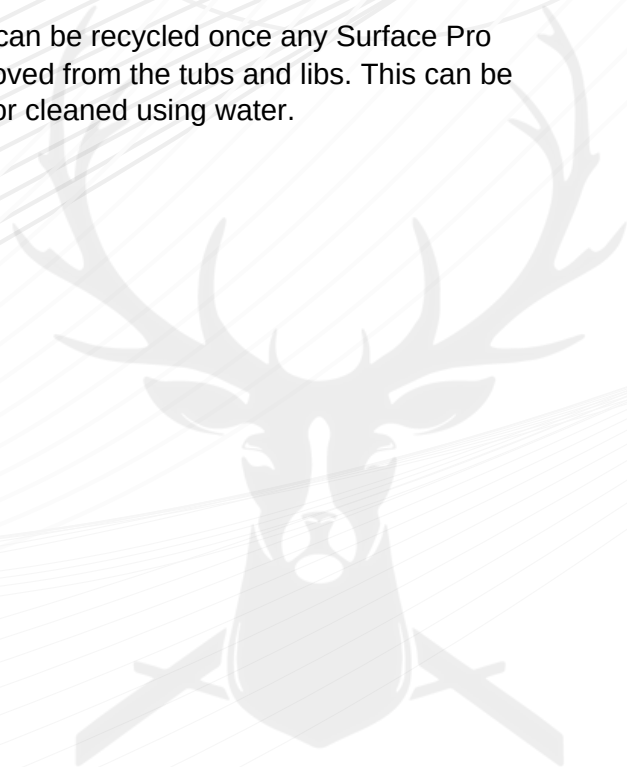 can be recycled once any Surface Pro
oved from the tubs and libs. This can be
or cleaned using water.